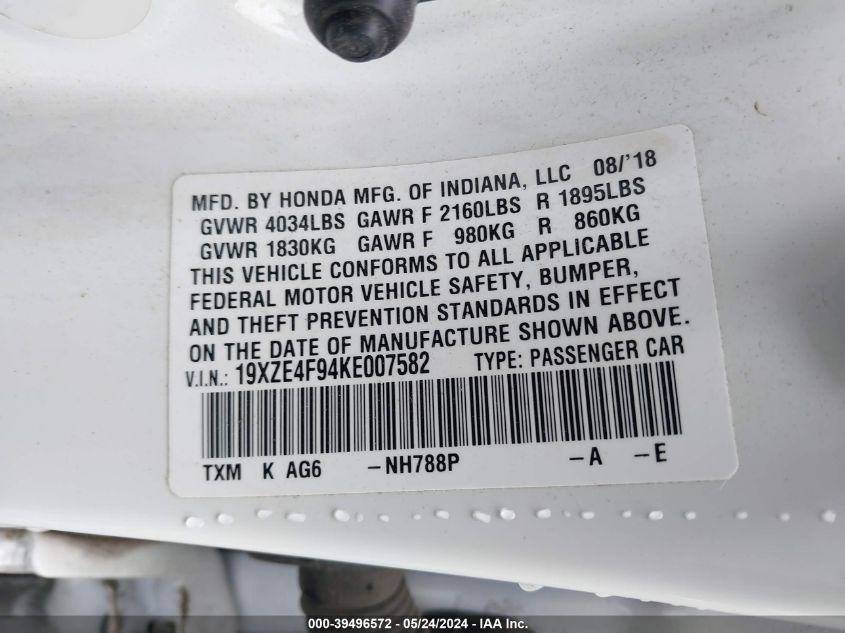 MFD. BY HONDA MFG. OF INDIANA, LLC 08/'18
GVWR 4034LBS GAWR F 2160LBS R 1895LBS
GVWR 1830KG GAWR F 980KG R 860KG
THIS VEHICLE CONFORMS TO ALL APPLICABLE
FEDERAL MOTOR VEHICLE SAFETY, BUMPER,
AND THEFT PREVENTION STANDARDS IN EFFECT
ON THE DATE OF MANUFACTURE SHOWN ABOVE.
V.I.N.: 19XZE4F94KE007582 TYPE: PASSENGER CAR
TXM K AG6 -NH788P -A -E
000-39496572 - 05/24/2024 - IAA Inc.